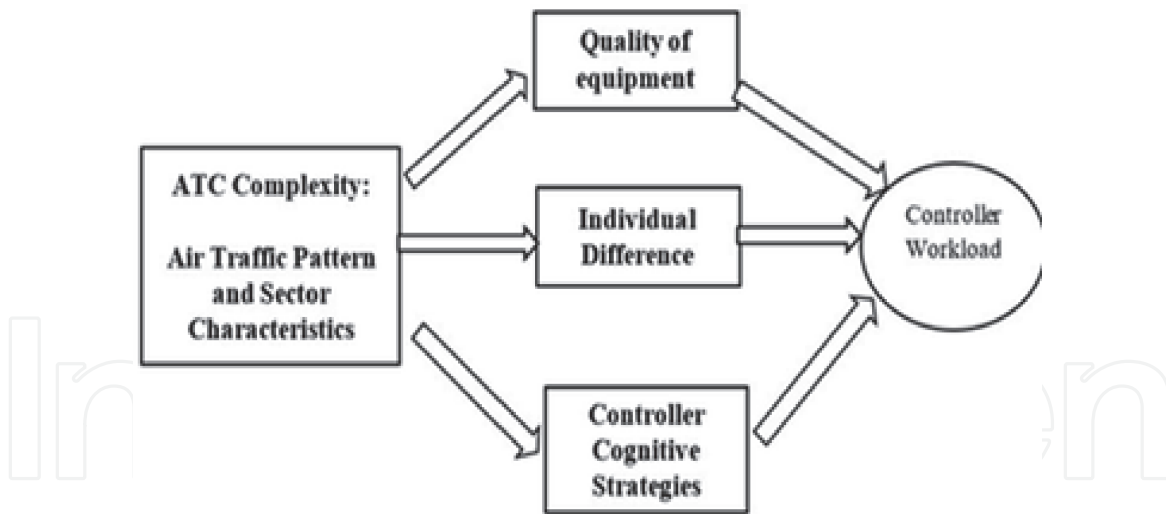 Quality of
equipment
ATC Complexity:
Air Traffic Pattern
and Sector
Characteristics
Individual
Difference
Controller
Workload
Controller
Cognitive
Strategies